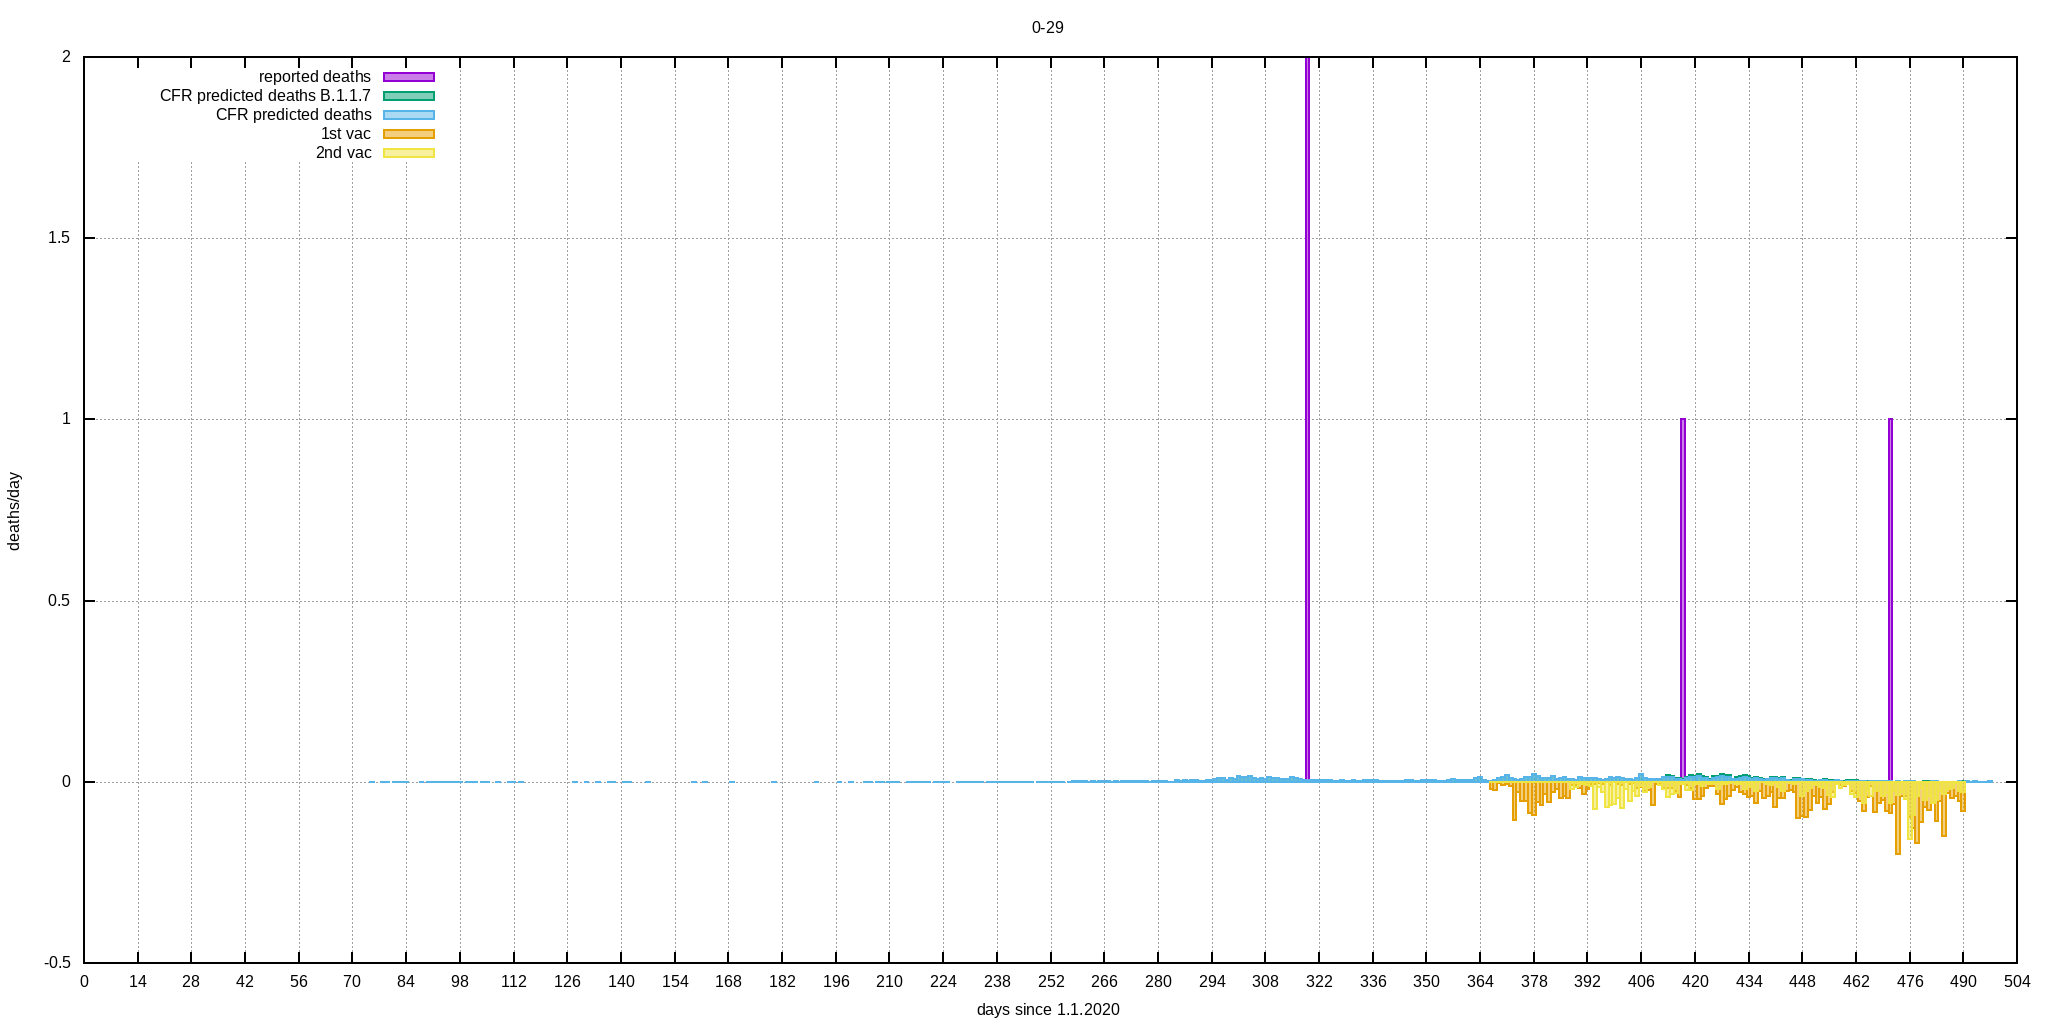 0-29
reported deaths
CFR predicted deaths B.1.1.7
CFR predicted deaths
1st vac
2nd vac
2
1.5
1
0.5
0
-0.5
deaths/day
0 14 28 42 56 70 84 98 112 126 140 154 168 182 196 210 224 238 252 266 280 294 308 322 336 350 364 378 392 406 420 434 448 462 476 490 504
days since 1.1.2020